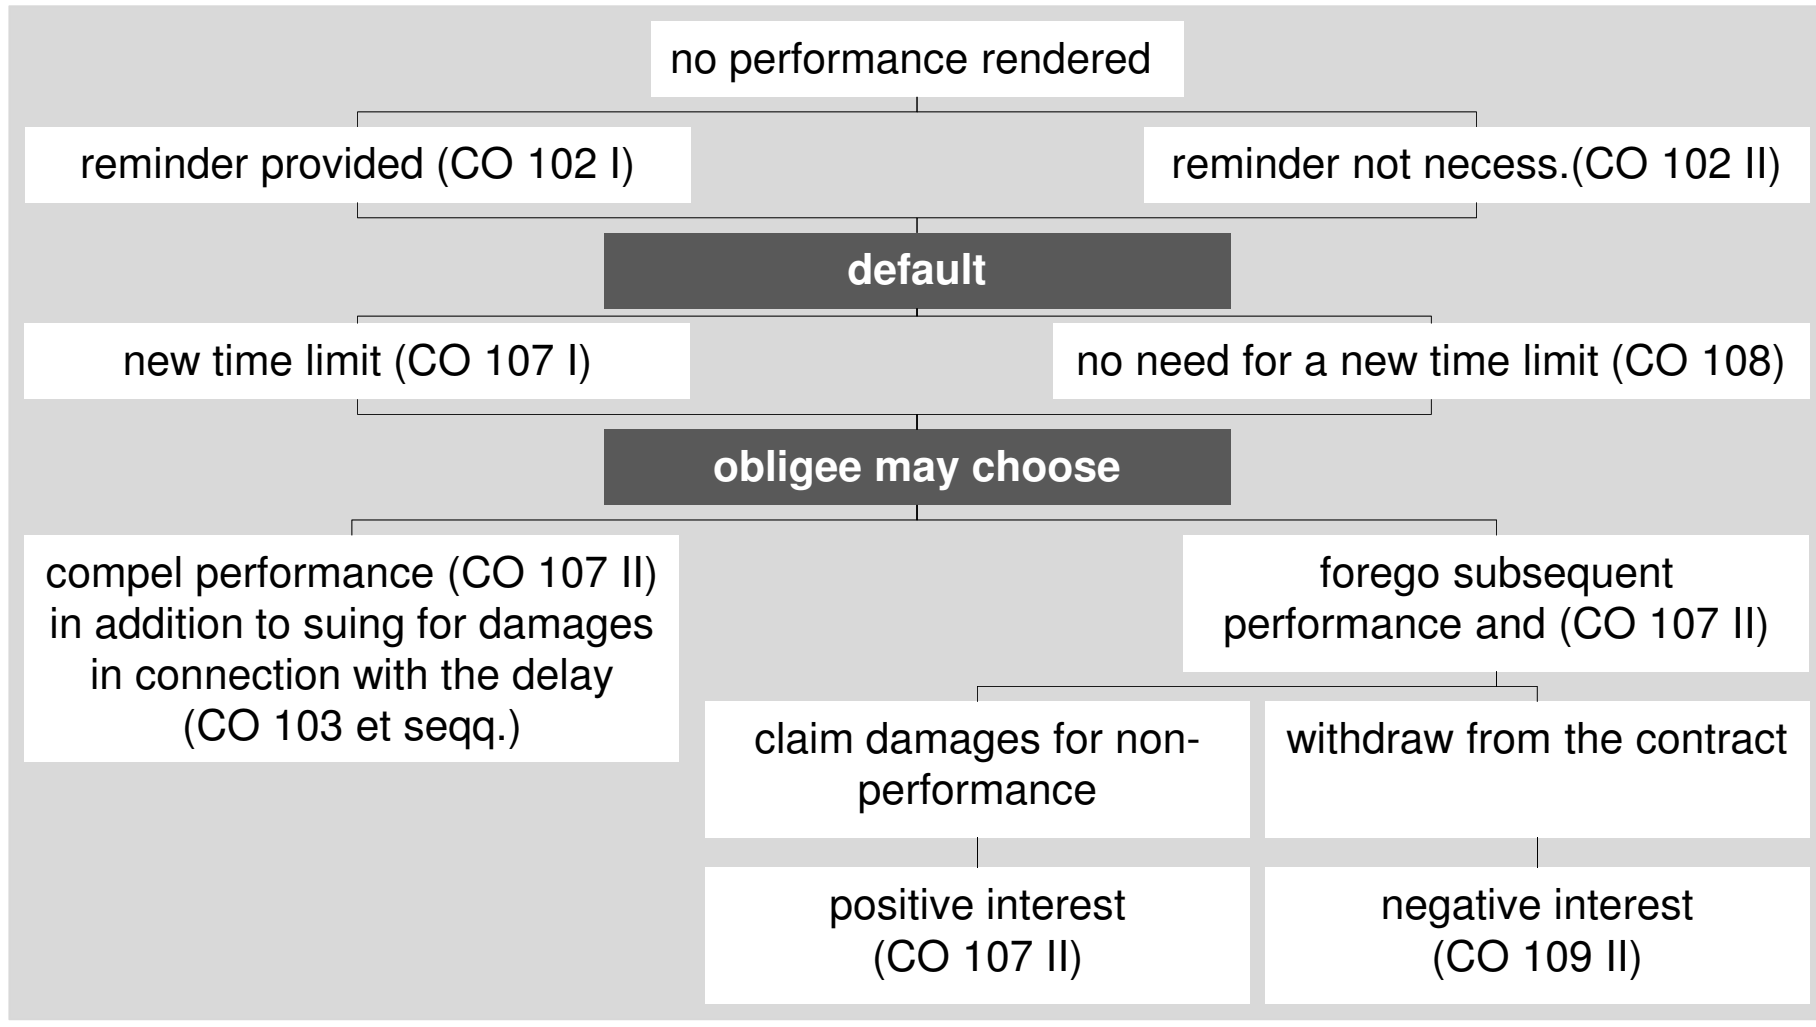 no performance rendered
reminder provided (CO 102 I)
reminder not necess.(CO 102 II)
default
new time limit (CO 107 I)
no need for a new time limit (CO 108)
obligee may choose
compel performance (CO 107 II)
in addition to suing for damages
in connection with the delay
(CO 103 et seqq.)
forego subsequent
performance and (CO 107 II)
claim damages for non-
performance
withdraw from the contract
positive interest
(CO 107 II)
negative interest
(CO 109 II)